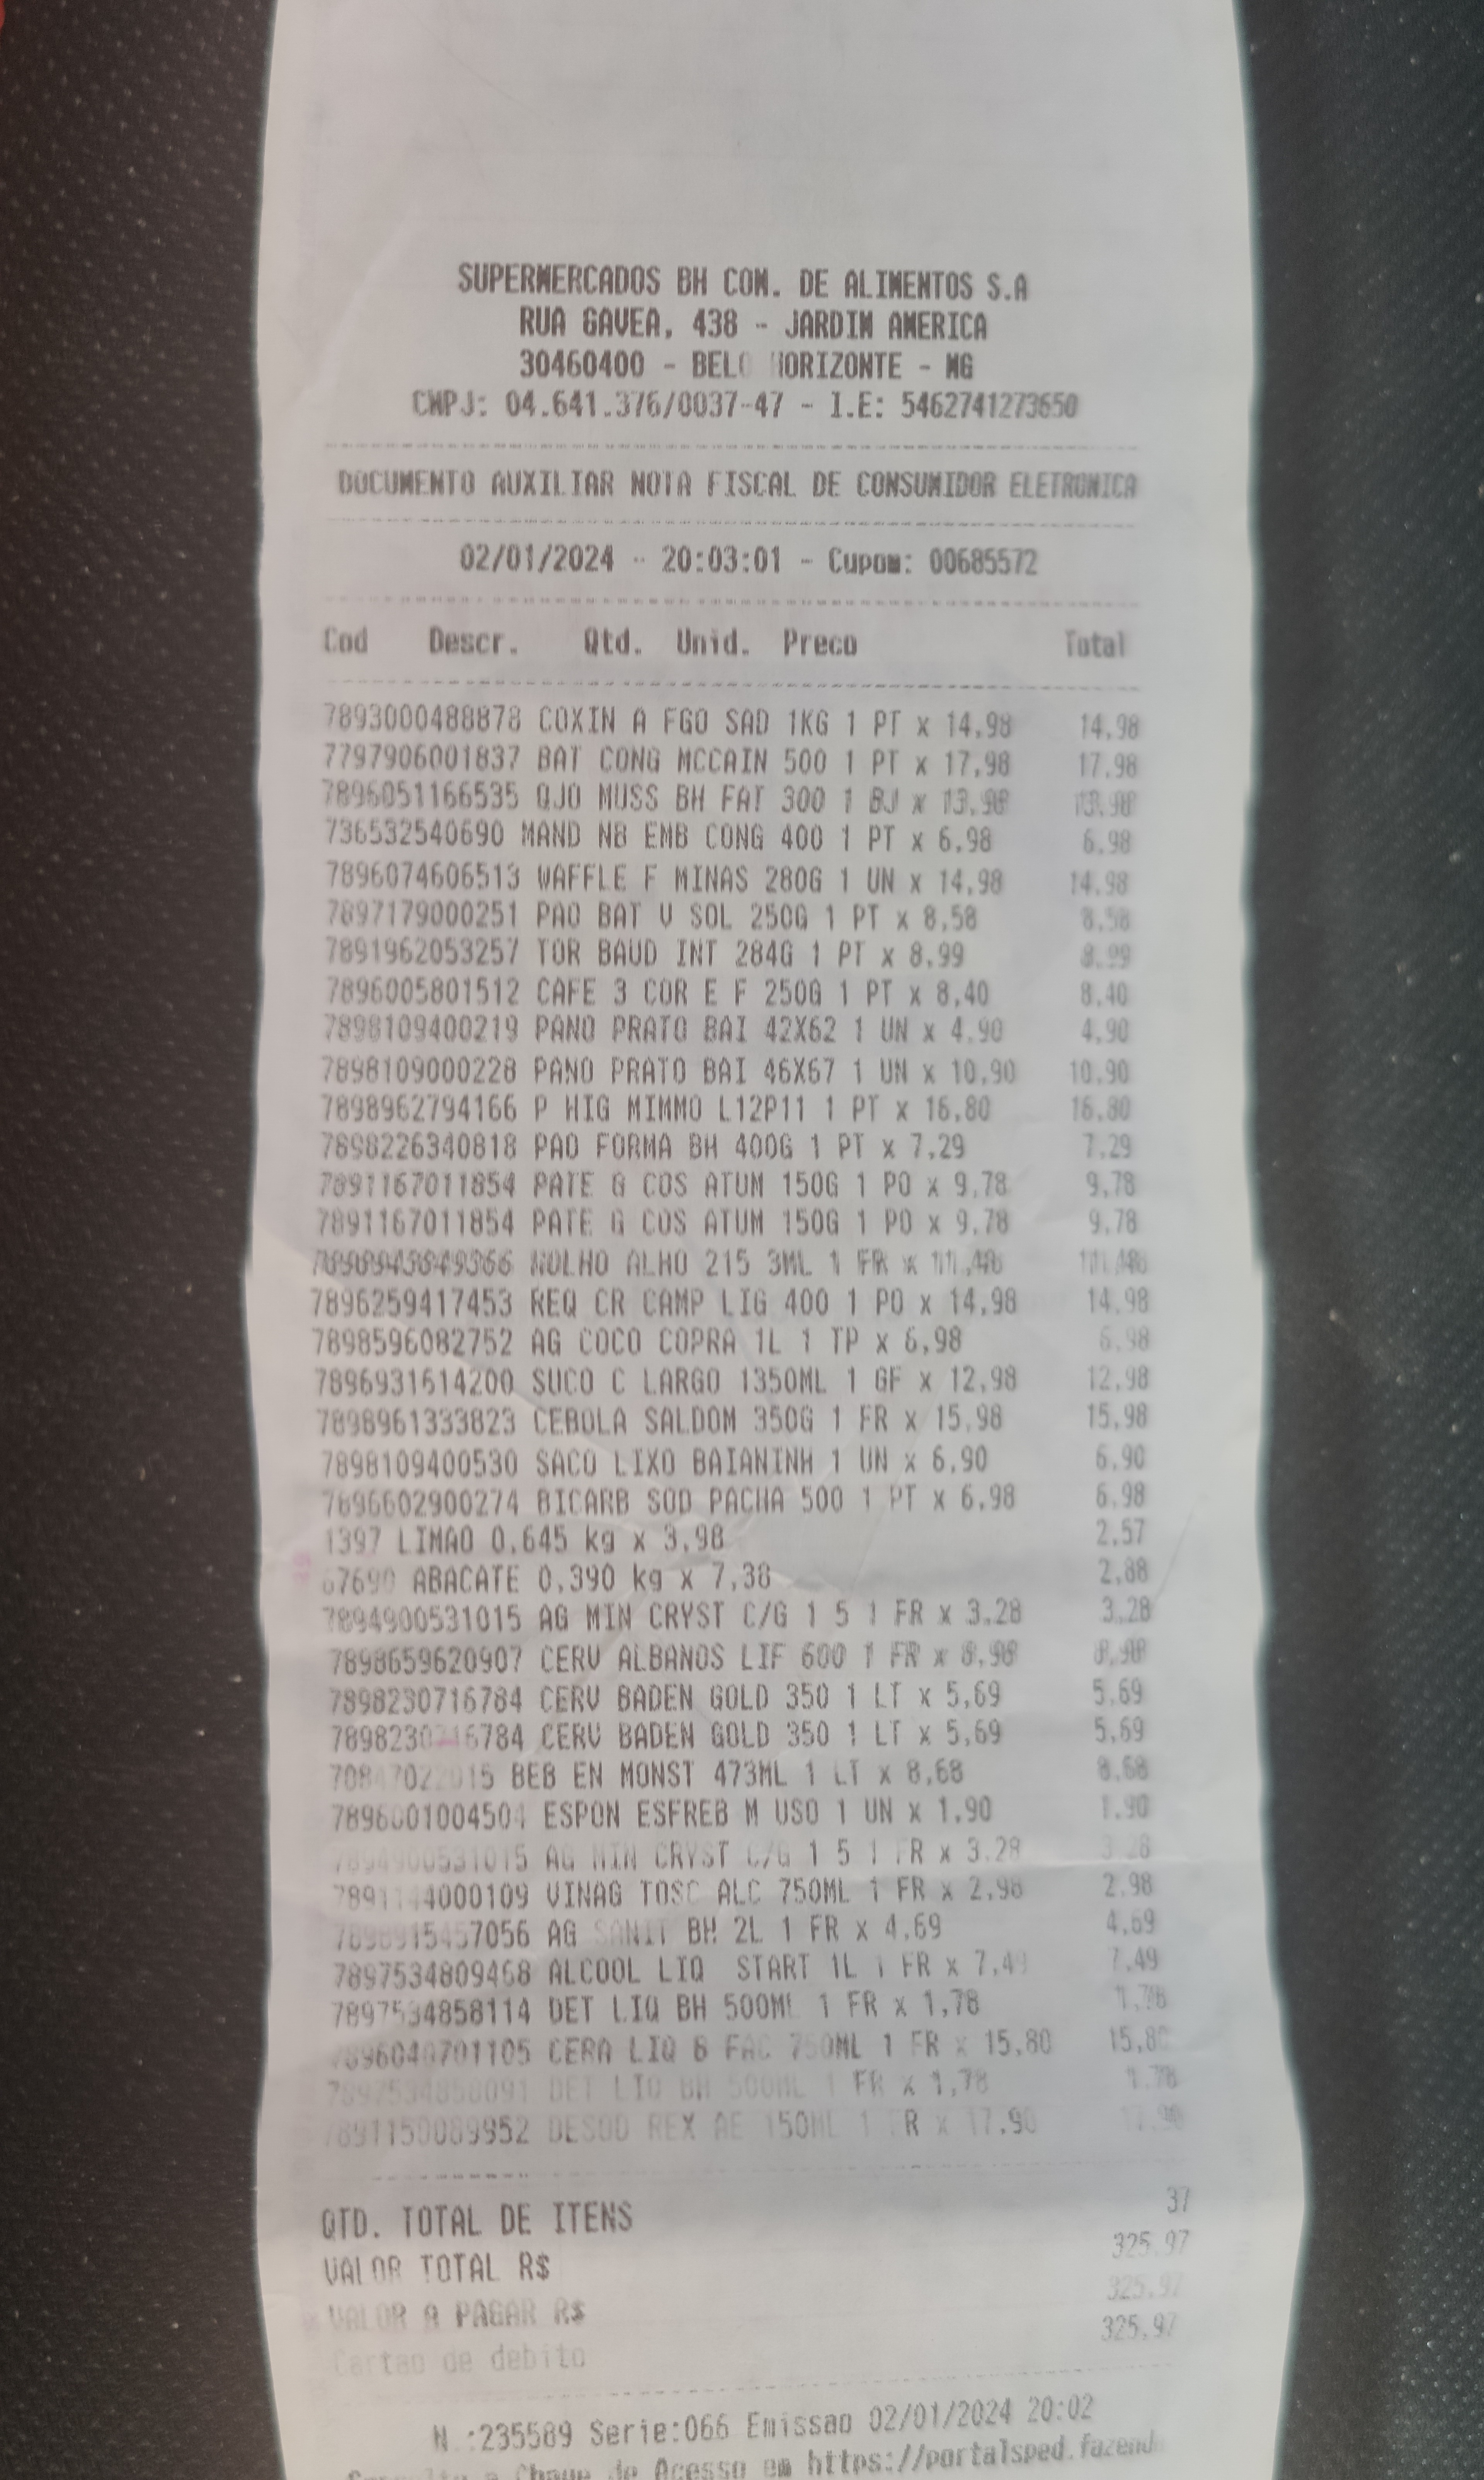 SUPERMERCADOS BH COM. DE ALIMENTOS S.A
RUA GAVEA, 438 - JARDIM AMERICA
30460400 - BELO HORIZONTE - MG
CNPJ: 04.641.376/0037-47 - I.E: 5462741273650
DOCUMENTO AUXILIAR NOTA FISCAL DE CONSUMIDOR ELETRONICA
02/01/2024 - 20:03:01 - Cupom: 00685572
Cod Descr. Qtd. Unid. Preco Total
7893000488878 COXIN A FGO SAD 1KG 1 PT x 14,98 14,98
7797906001837 BAT CONG MCCAIN 500 1 PT x 17,98 17,98
7896051166535 QJO MUSS BH FAT 300 1 BJ x 13,98 13,98
736532540690 MAND NB EMB CONG 400 1 PT x 6,98 6,98
7896074606513 WAFFLE F MINAS 280G 1 UN x 14,98 14,98
7897179000251 PAO BAT V SOL 250G 1 PT x 8,58 8,58
7891962053257 TOR BAUD INT 284G 1 PT x 8,99 8,99
7896005801512 CAFE 3 COR E F 250G 1 PT x 8,40 8,40
7898109400219 PANO PRATO BAI 42X62 1 UN x 4,90 4,90
7898109000228 PANO PRATO BAI 46X67 1 UN x 10,90 10,90
7898962794166 P HIG MIMMO L12P11 1 PT x 16,80 16,80
7898226340818 PAO FORMA BH 400G 1 PT x 7,29 7,29
7891167011854 PATE G COS ATUM 150G 1 PO x 9,78 9,78
7891167011854 PATE G COS ATUM 150G 1 PO x 9,78 9,78
MOLHO ALHO 215 3ML 1 FR x 11,48 11,48
7896259417453 REQ CR CAMP LIG 400 1 PO x 14,98 14,98
7898596082752 AG COCO COPRA 1L 1 TP x 6,98 6,98
7896931614200 SUCO C LARGO 1350ML 1 GF x 12,98 12,98
7898961333823 CEBOLA SALDOM 350G 1 FR x 15,98 15,98
7898109400530 SACO LIXO BAIANINH 1 UN x 6,90 6,90
7896602900274 BICARB SOD PACHA 500 1 PT x 6,98 6,98
1397 LIMAO 0,645 kg x 3,98 2,57
67690 ABACATE 0,390 kg x 7,38 2,88
7894900531015 AG MIN CRYST C/G 1 5 1 FR x 3,28 3,28
7898659620907 CERV ALBANOS LIF 600 1 FR x 8,98 8,98
7898230716784 CERV BADEN GOLD 350 1 LT x 5,69 5,69
7898230716784 CERV BADEN GOLD 350 1 LT x 5,69 5,69
BEB EN MONST 473ML 1 LT x 8,68 8,68
7896001004504 ESPON ESFREB M USO 1 UN x 1,90 1,90
7894900531015 AG MIN CRYST C/G 1 5 1 FR x 3,28 3,28
VINAG TOSC ALC 750ML 1 FR x 2,98 2,98
AG SANIT BH 2L 1 FR x 4,69 4,69
7897534809468 ALCOOL LIQ START 1L 1 FR x 7,49 7,49
7897534858114 DET LIQ BH 500ML 1 FR x 1,78 1,78
CERA LIQ B FAC 750ML 1 FR x 15,80 15,80
DET LIQ BH 500ML 1 FR x 1,78 1,78
7891150089952 DESOD REX AE 150ML 1 FR x 17,90 17,90
QTD. TOTAL DE ITENS 37
VALOR TOTAL R$ 325,97
VALOR A PAGAR R$ 325,97
Cartao de debito 325,97
N.:235589 Serie:066 Emissao 02/01/2024 20:02
Chave de Acesso em https://portalsped.fazend